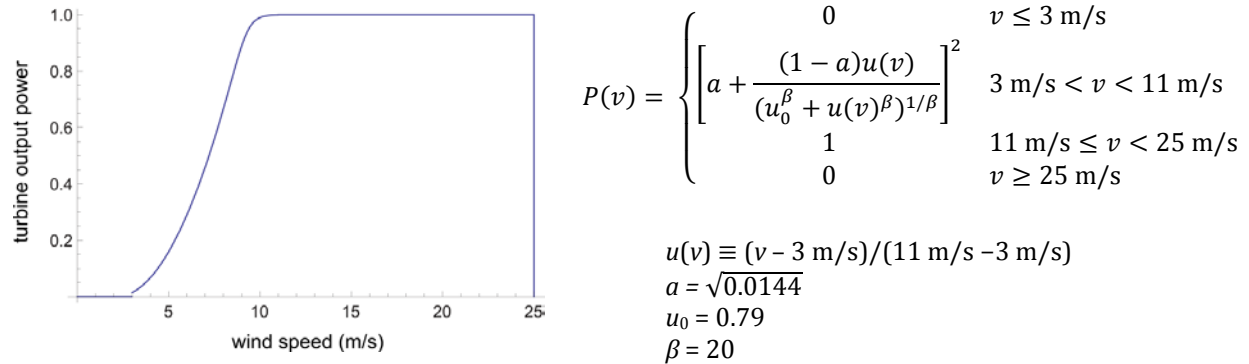 turbine output power
1.0
0.8
0.6
0.4
0.2
5 10 15 20 25
wind speed (m/s)
P(v) =
0 v ≤ 3 m/s
[a + (1 − a)u(v) / (u₀^β + u(v)^β)^{1/β}]² 3 m/s < v < 11 m/s
1 11 m/s ≤ v < 25 m/s
0 v ≥ 25 m/s
u(v) ≡ (v – 3 m/s)/(11 m/s –3 m/s)
a = √0.0144
u₀ = 0.79
β = 20